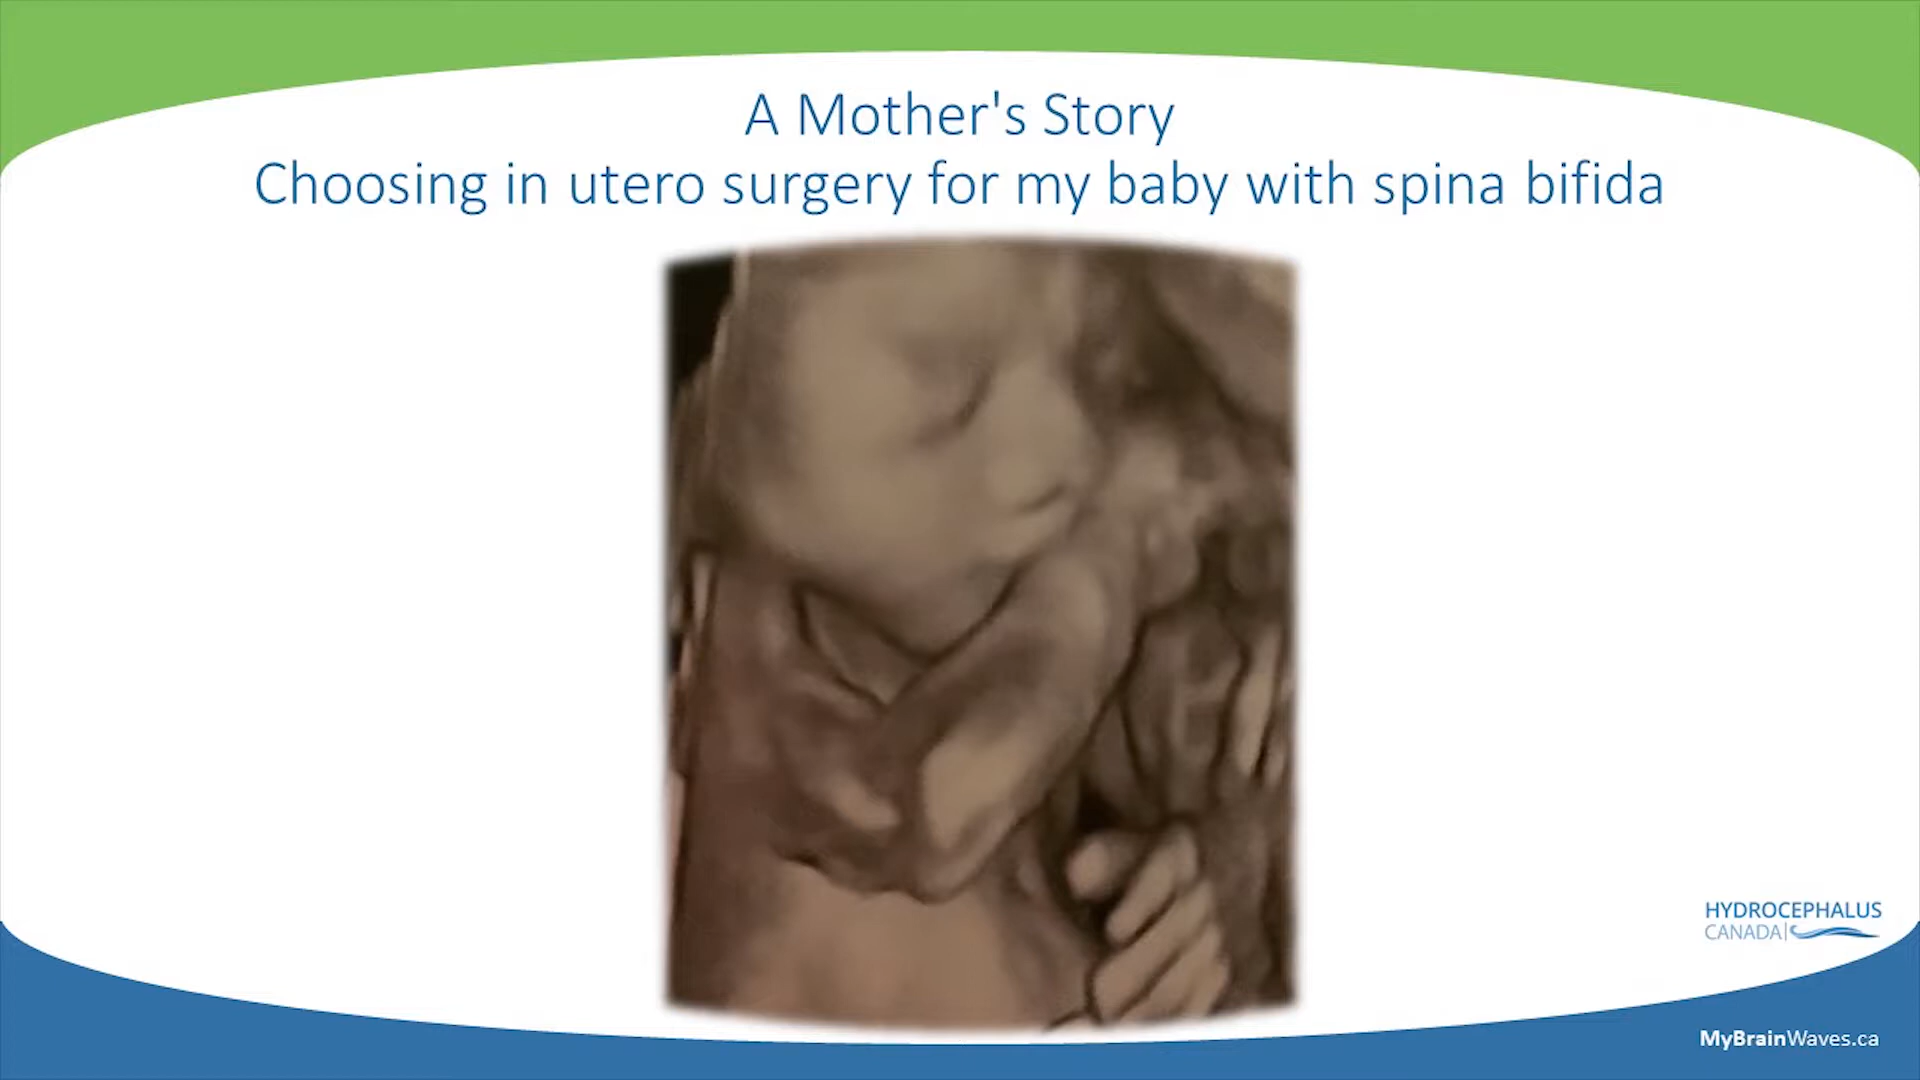 A Mother's Story
Choosing in utero surgery for my baby with spina bifida
HYDROCEPHALUS
CANADA
MyBrainWaves.ca